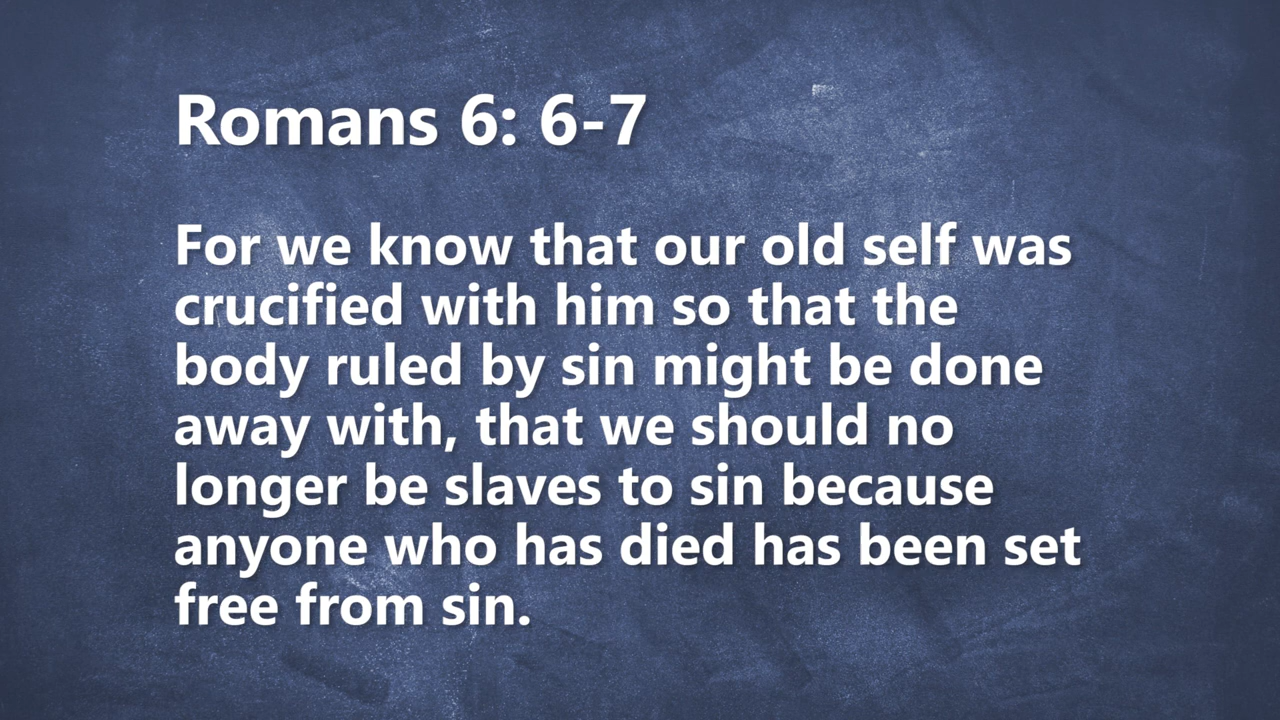 Romans 6: 6-7
For we know that our old self was
crucified with him so that the
body ruled by sin might be done
away with, that we should no
longer be slaves to sin because
anyone who has died has been set
free from sin.